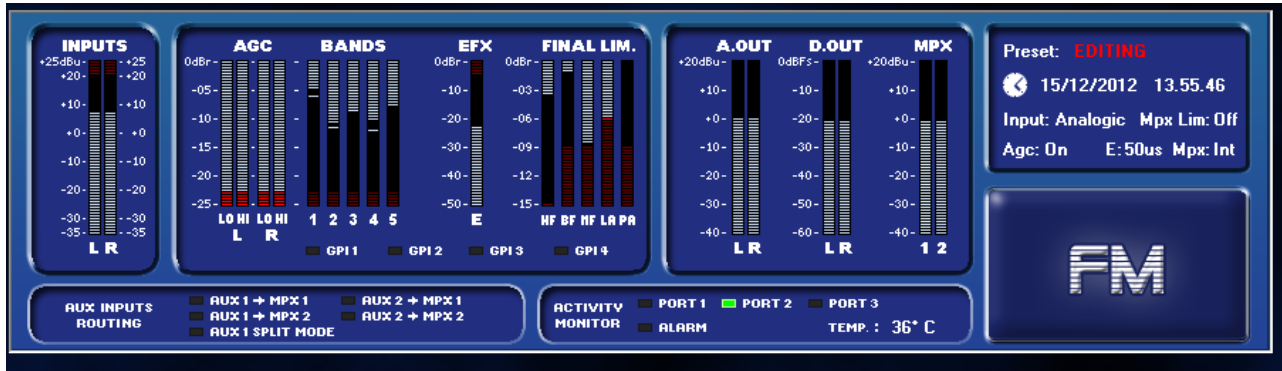 INPUTS
+25dBu- - +25
+20- - +20
+10- - +10
+0- - +0
-10- - -10
-20- - -20
-30- - -30
-35- - -35
L R
AGC BANDS EFX FINAL LIM.
0dBr- 0dBr- 0dBr-
-05- -10- -03-
-10- -20- -06-
-15- -30- -09-
-20- -40- -12-
-25- -50- -15-
LO HI LO HI 1 2 3 4 5 E HF BF MF LA PA
L R
GPI 1 GPI 2 GPI 3 GPI 4
A.OUT D.OUT MPX
+20dBu- 0dBFs- +20dBu-
+10- -10- +10-
+0- -20- +0-
-10- -30- -10-
-20- -40- -20-
-30- -50- -30-
-40- -60- -40-
L R L R 1 2
Preset: EDITING
15/12/2012 13.55.46
Input: Analogic Mpx Lim: Off
Agc: On E:50us Mpx: Int
FM
AUX INPUTS
ROUTING
AUX 1 → MPX 1 AUX 2 → MPX 1
AUX 1 → MPX 2 AUX 2 → MPX 2
AUX 1 SPLIT MODE
ACTIVITY
MONITOR
PORT 1 PORT 2 PORT 3
ALARM TEMP. : 36° C